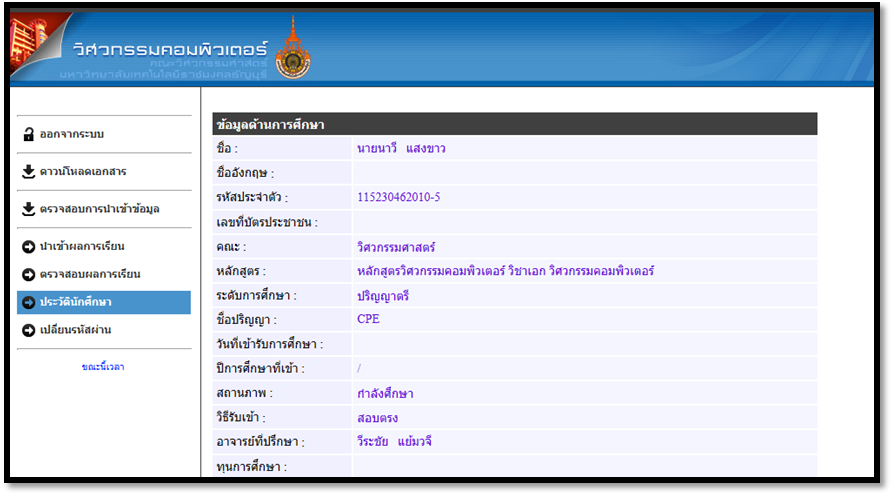 วิศวกรรมคอมพิวเตอร์
คณะวิศวกรรมศาสตร์
มหาวิทยาลัยเทคโนโลยีราชมงคลธัญบุรี
ออกจากระบบ
ดาวน์โหลดเอกสาร
ตรวจสอบการนำเข้าข้อมูล
นำเข้าผลการเรียน
ตรวจสอบผลการเรียน
ประวัตินักศึกษา
เปลี่ยนรหัสผ่าน
ขณะนี้เวลา
ข้อมูลด้านการศึกษา
ชื่อ : นายนาวี แสงขาว
ชื่ออังกฤษ :
รหัสประจำตัว : 115230462010-5
เลขที่บัตรประชาชน :
คณะ : วิศวกรรมศาสตร์
หลักสูตร : หลักสูตรวิศวกรรมคอมพิวเตอร์ วิชาเอก วิศวกรรมคอมพิวเตอร์
ระดับการศึกษา : ปริญญาตรี
ชื่อปริญญา : CPE
วันที่เข้ารับการศึกษา :
ปีการศึกษาที่เข้า : /
สถานภาพ : กำลังศึกษา
วิธีรับเข้า : สอบตรง
อาจารย์ที่ปรึกษา : วีระชัย แย้มวจี
ทุนการศึกษา :